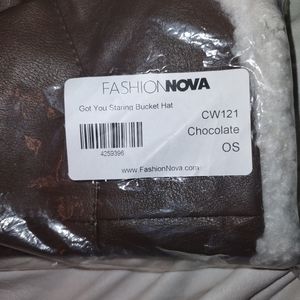 FASHIONNOVA
Got You Staring Bucket Hat
CW121
Chocolate
OS
4259396
www.FashionNova.com